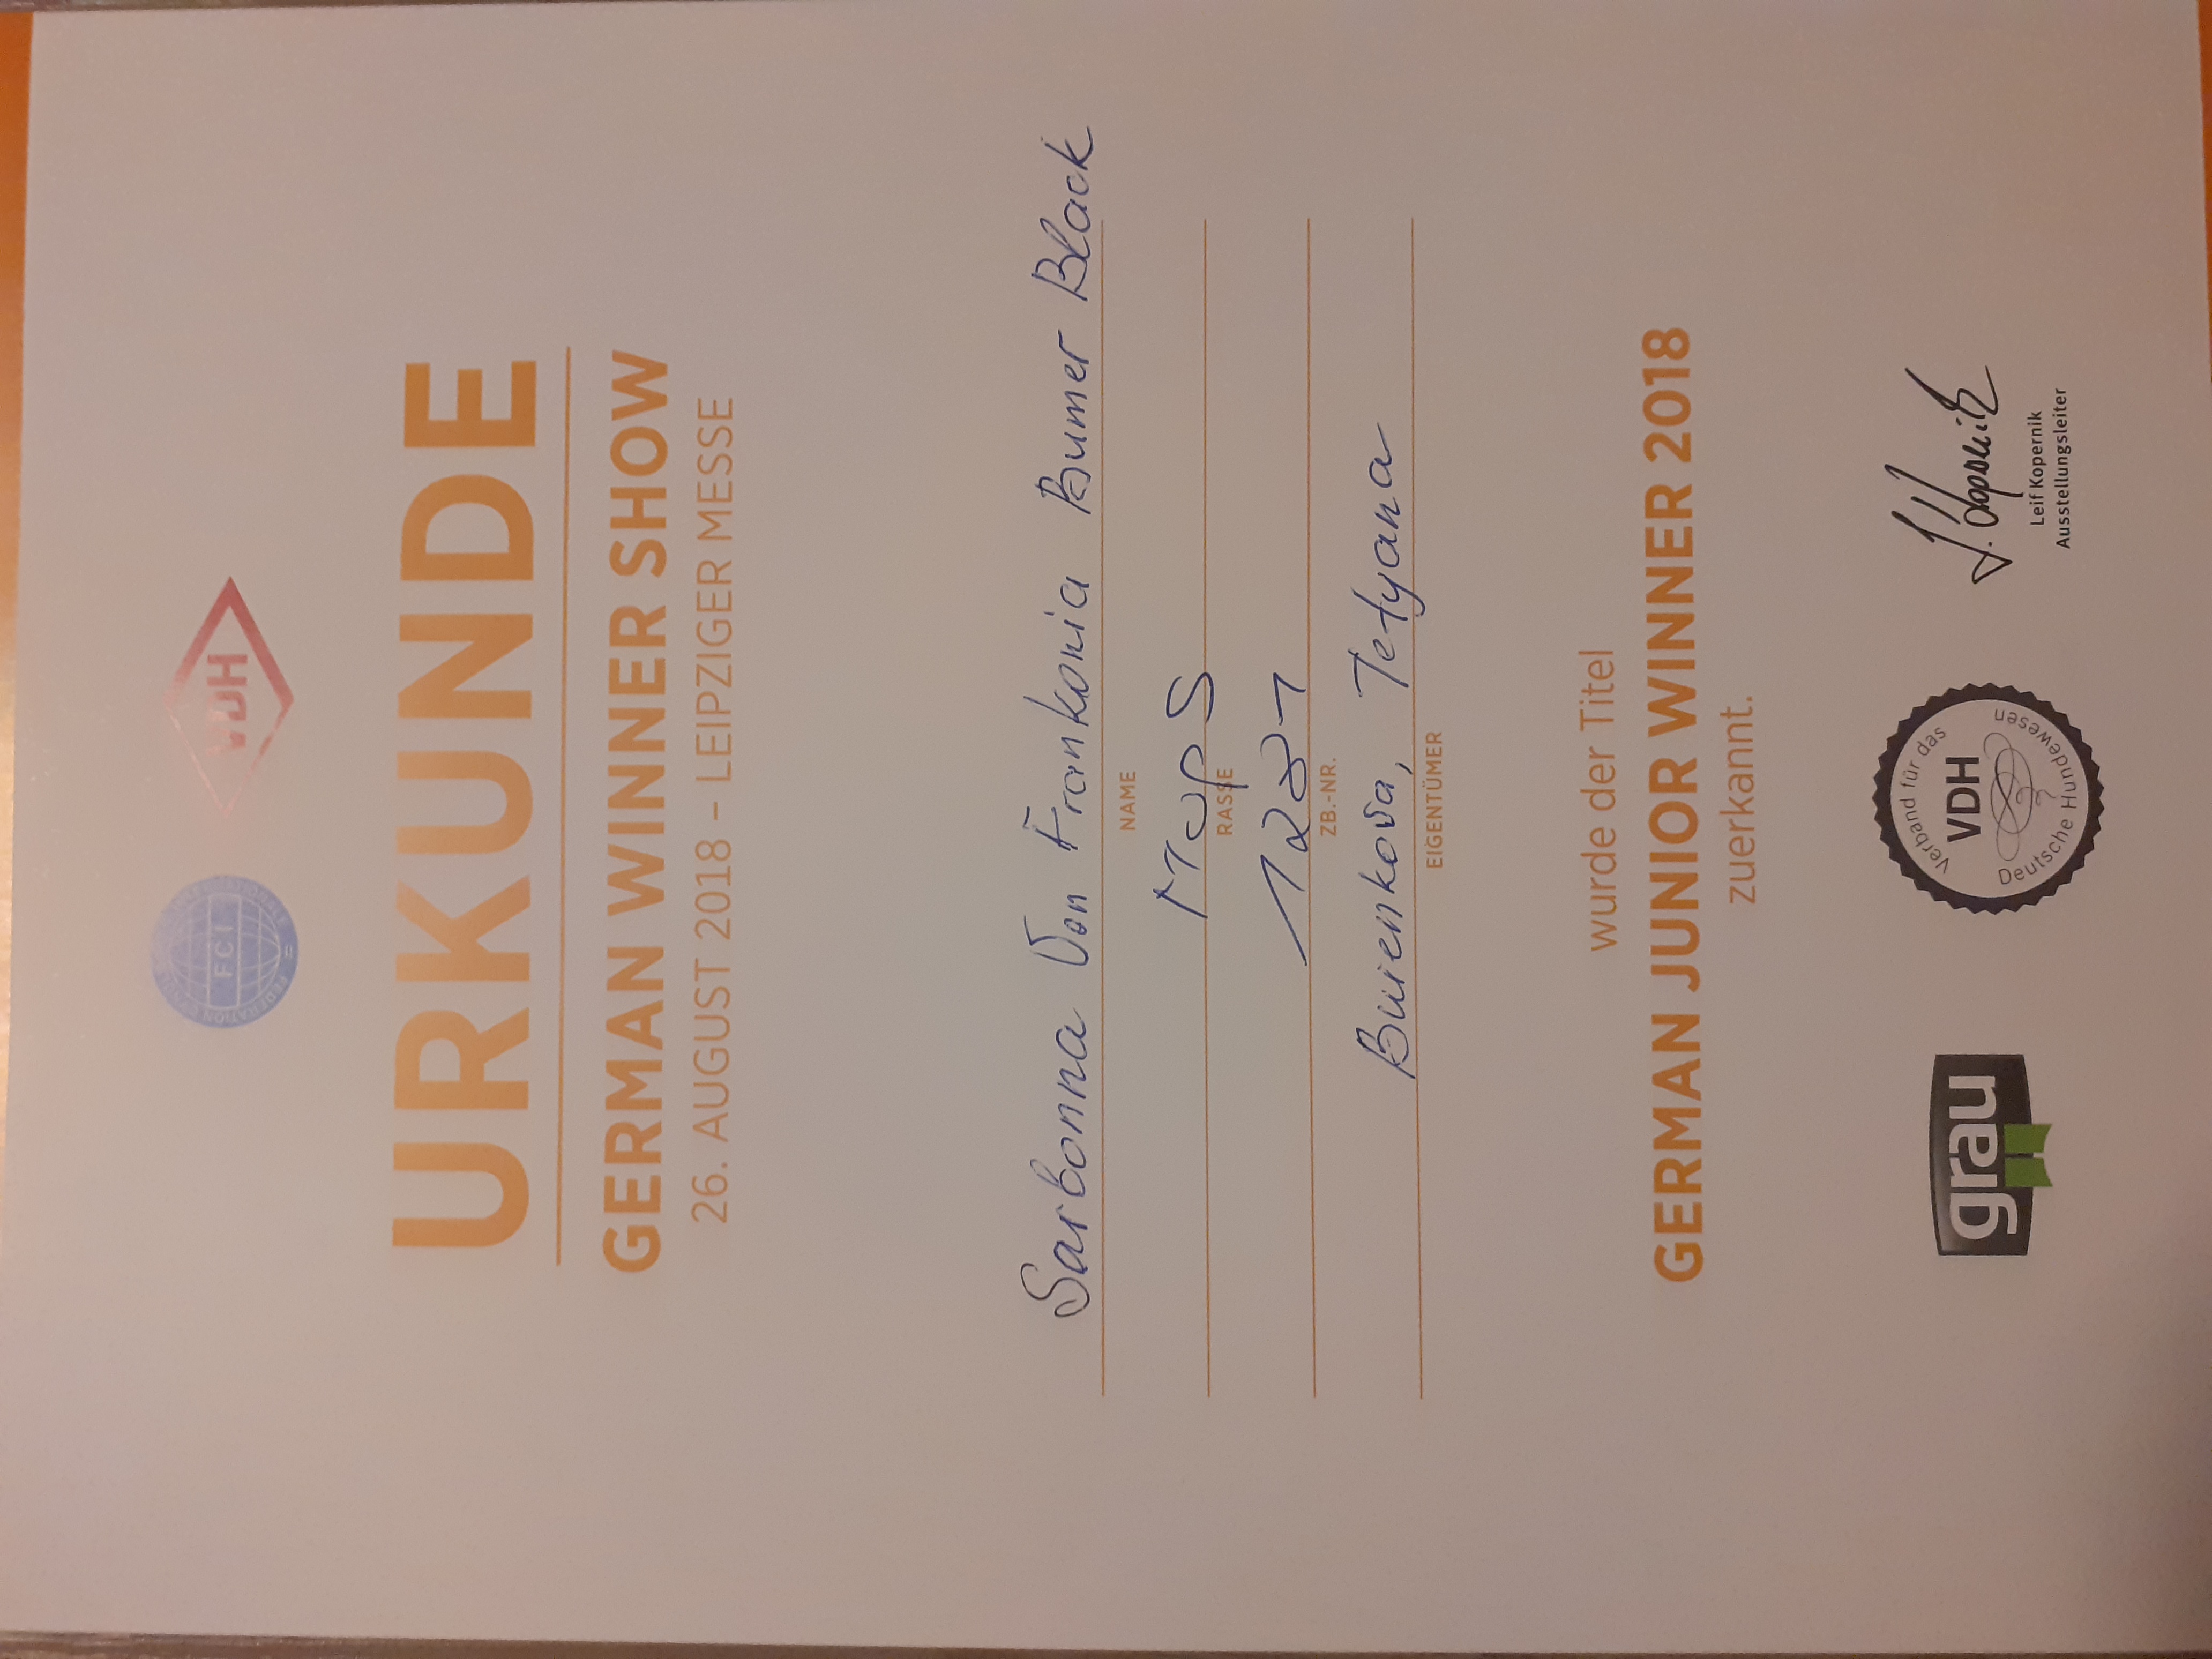 FCI
VDH
URKUNDE
GERMAN WINNER SHOW
26. AUGUST 2018 – LEIPZIGER MESSE
Sarbonna Von Frankonia Bumer Black
NAME
Mops
RASSE
1281
ZB.-NR.
Burenkova, Tetyana
EIGENTÜMER
wurde der Titel
GERMAN JUNIOR WINNER 2018
zuerkannt.
grau
Verband für das
VDH
Deutsche Hundewesen
Leif Kopernik
Ausstellungsleiter